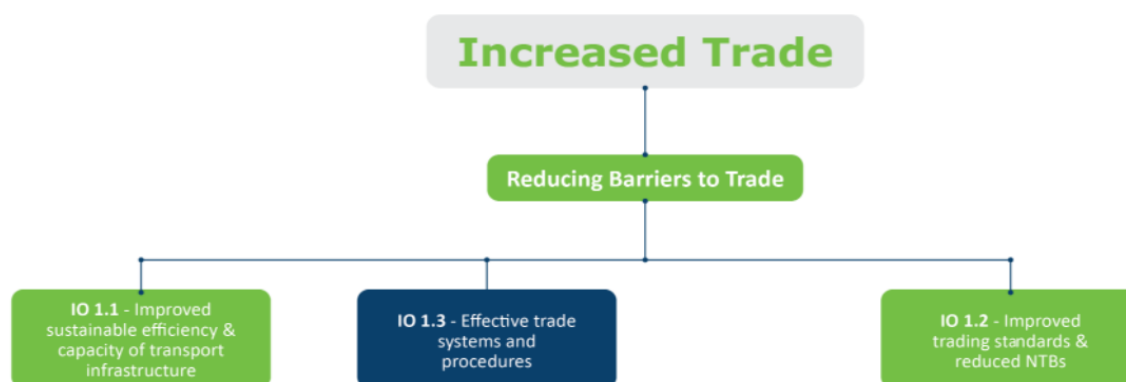 Increased Trade
Reducing Barriers to Trade
IO 1.1 - Improved
sustainable efficiency &
capacity of transport
infrastructure
IO 1.3 - Effective trade
systems and
procedures
IO 1.2 - Improved
trading standards &
reduced NTBs